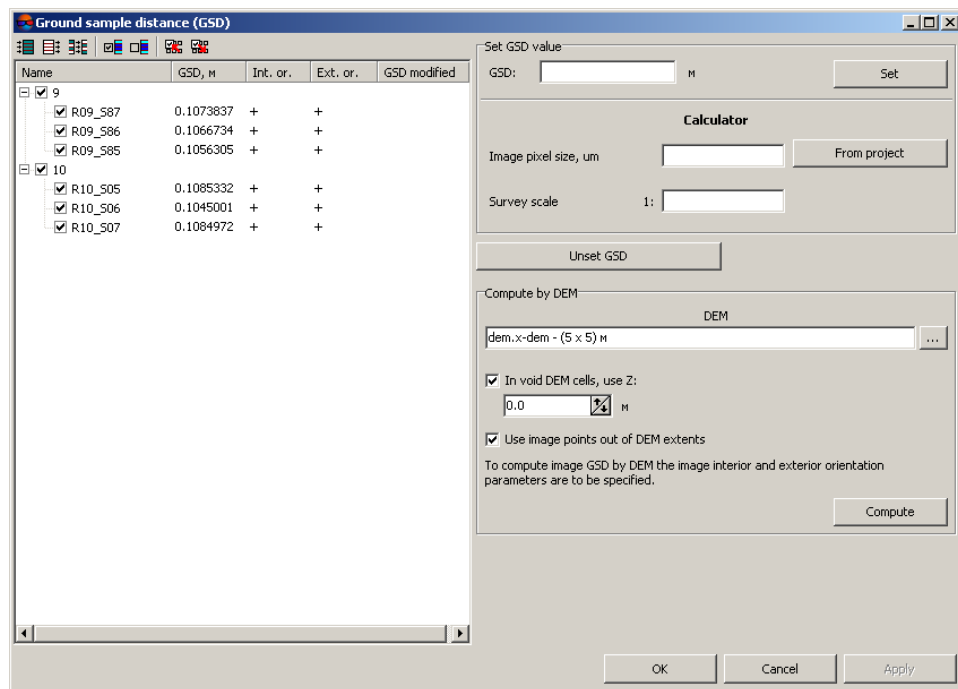 Ground sample distance (GSD)
Name GSD, м Int. or. Ext. or. GSD modified
9
R09_S87 0.1073837 + +
R09_S86 0.1066734 + +
R09_S85 0.1056305 + +
10
R10_S05 0.1085332 + +
R10_S06 0.1045001 + +
R10_S07 0.1084972 + +
Set GSD value
GSD: м Set
Calculator
Image pixel size, um From project
Survey scale 1:
Unset GSD
Compute by DEM
DEM
dem.x-dem - (5 x 5) м ...
In void DEM cells, use Z:
0.0 м
Use image points out of DEM extents
To compute image GSD by DEM the image interior and exterior orientation
parameters are to be specified.
Compute
OK Cancel Apply